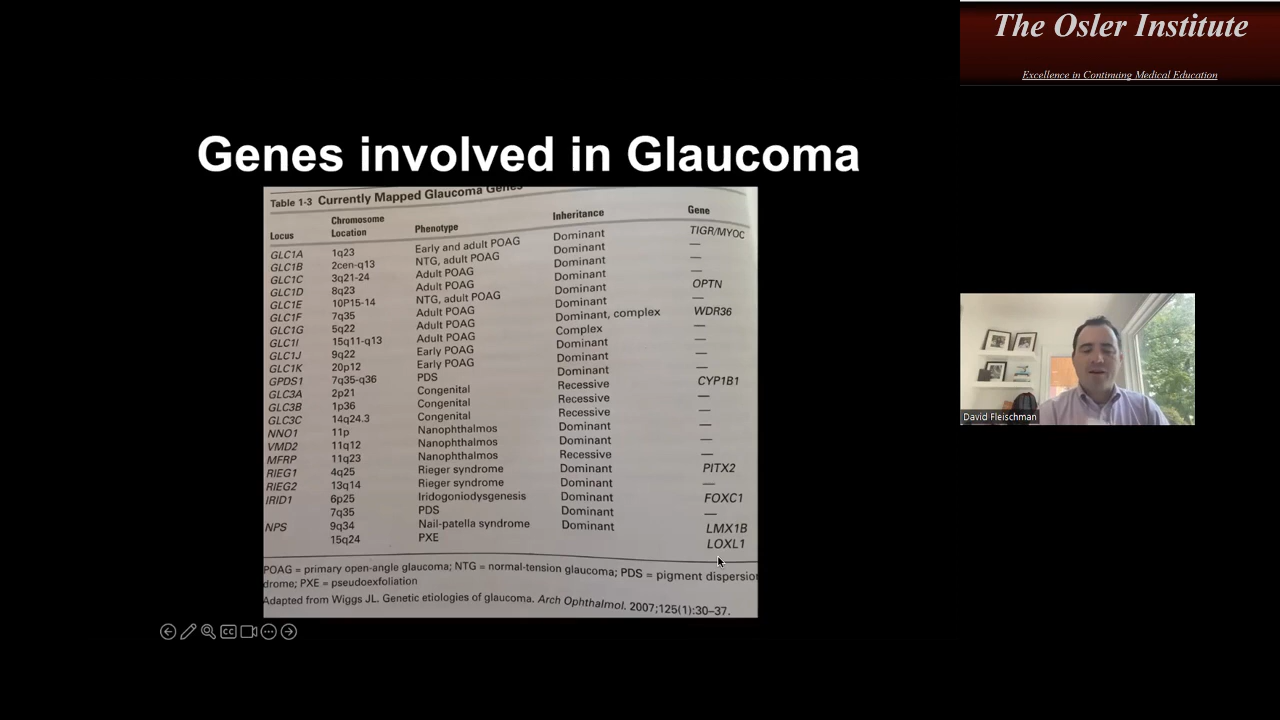 The Osler Institute
Excellence in Continuing Medical Education
Genes involved in Glaucoma
Table 1-3 Currently Mapped Glaucoma Genes
Locus Chromosome Location Phenotype Inheritance Gene
GLC1A 1q23 Early and adult POAG Dominant TIGR/MYOC
GLC1B 2cen-q13 NTG, adult POAG Dominant —
GLC1C 3q21-24 Adult POAG Dominant —
GLC1D 8q23 Adult POAG Dominant —
GLC1E 10P15-14 NTG, adult POAG Dominant OPTN
GLC1F 7q35 Adult POAG Dominant —
GLC1G 5q22 Adult POAG Dominant, complex WDR36
GLC1I 15q11-q13 Adult POAG Complex —
GLC1J 9q22 Early POAG Dominant —
GLC1K 20p12 Early POAG Dominant —
GPDS1 7q35-q36 PDS Dominant —
GLC3A 2p21 Congenital Recessive CYP1B1
GLC3B 1p36 Congenital Recessive —
GLC3C 14q24.3 Congenital Recessive —
NNO1 11p Nanophthalmos Dominant —
VMD2 11q12 Nanophthalmos Dominant —
MFRP 11q23 Nanophthalmos Recessive —
RIEG1 4q25 Rieger syndrome Dominant PITX2
RIEG2 13q14 Rieger syndrome Dominant —
IRID1 6p25 Iridogoniodysgenesis Dominant FOXC1
7q35 PDS Dominant —
NPS 9q34 Nail-patella syndrome Dominant LMX1B
15q24 PXE LOXL1
POAG = primary open-angle glaucoma; NTG = normal-tension glaucoma; PDS = pigment dispersion
drome; PXE = pseudoexfoliation
Adapted from Wiggs JL. Genetic etiologies of glaucoma. Arch Ophthalmol. 2007;125(1):30–37.
CC
David Fleischman